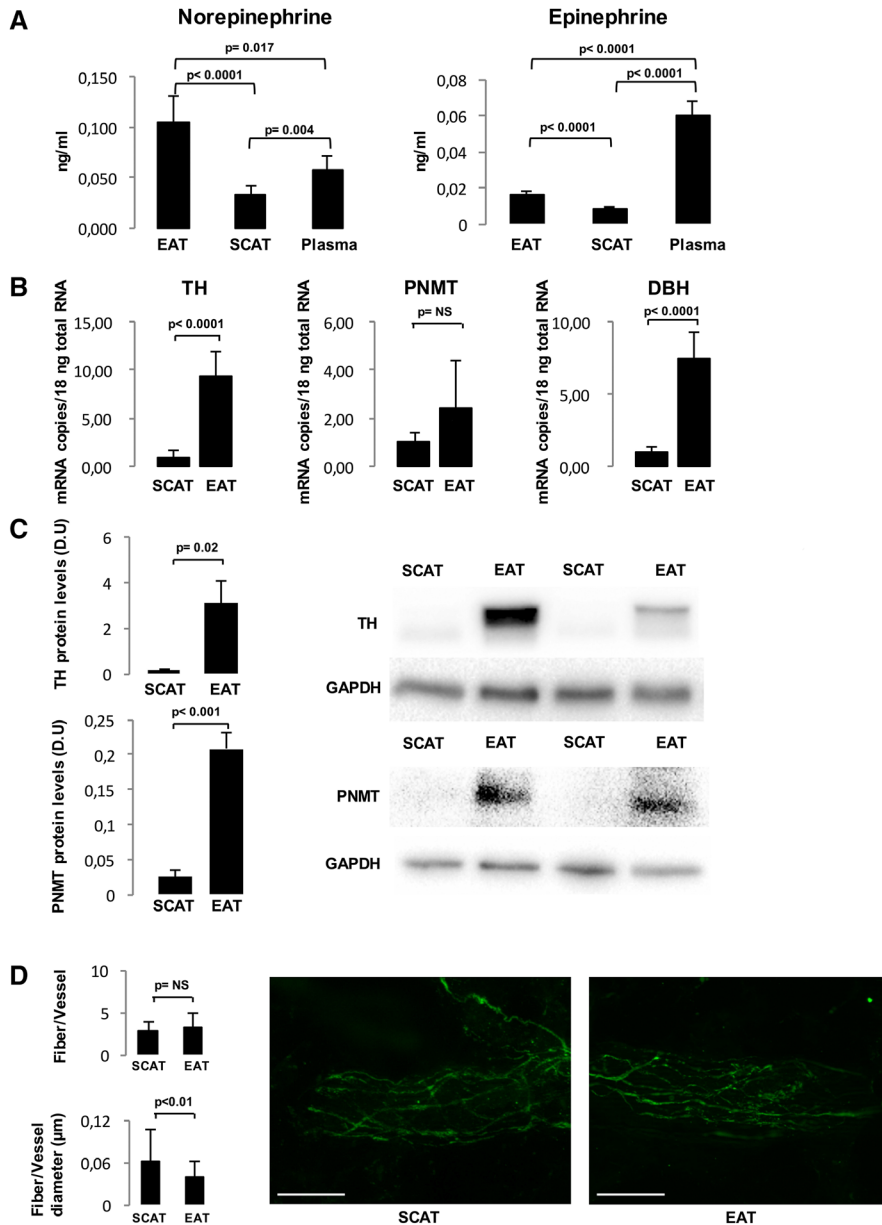 A
Norepinephrine
p= 0.017
p< 0.0001
p= 0.004
ng/ml
0,150
0,100
0,050
0,000
EAT
SCAT
Plasma
Epinephrine
p< 0.0001
p< 0.0001
p< 0.0001
ng/ml
0,08
0,06
0,04
0,02
0
EAT
SCAT
Plasma
B
TH
p< 0.0001
mRNA copies/18 ng total RNA
15,00
10,00
5,00
0,00
SCAT
EAT
PNMT
p= NS
mRNA copies/18 ng total RNA
6,00
4,00
2,00
0,00
SCAT
EAT
DBH
p< 0.0001
mRNA copies/18 ng total RNA
10,00
5,00
0,00
SCAT
EAT
C
TH protein levels (D.U)
6
4
2
0
p= 0.02
SCAT
EAT
PNMT protein levels (D.U)
p< 0.001
0,25
0,2
0,15
0,1
0,05
0
SCAT
EAT
SCAT
EAT
SCAT
EAT
TH
GAPDH
SCAT
EAT
SCAT
EAT
PNMT
GAPDH
D
Fiber/Vessel
10
5
0
p= NS
SCAT
EAT
Fiber/Vessel
diameter (µm)
0,12
0,06
0
p<0.01
SCAT
EAT
SCAT
EAT